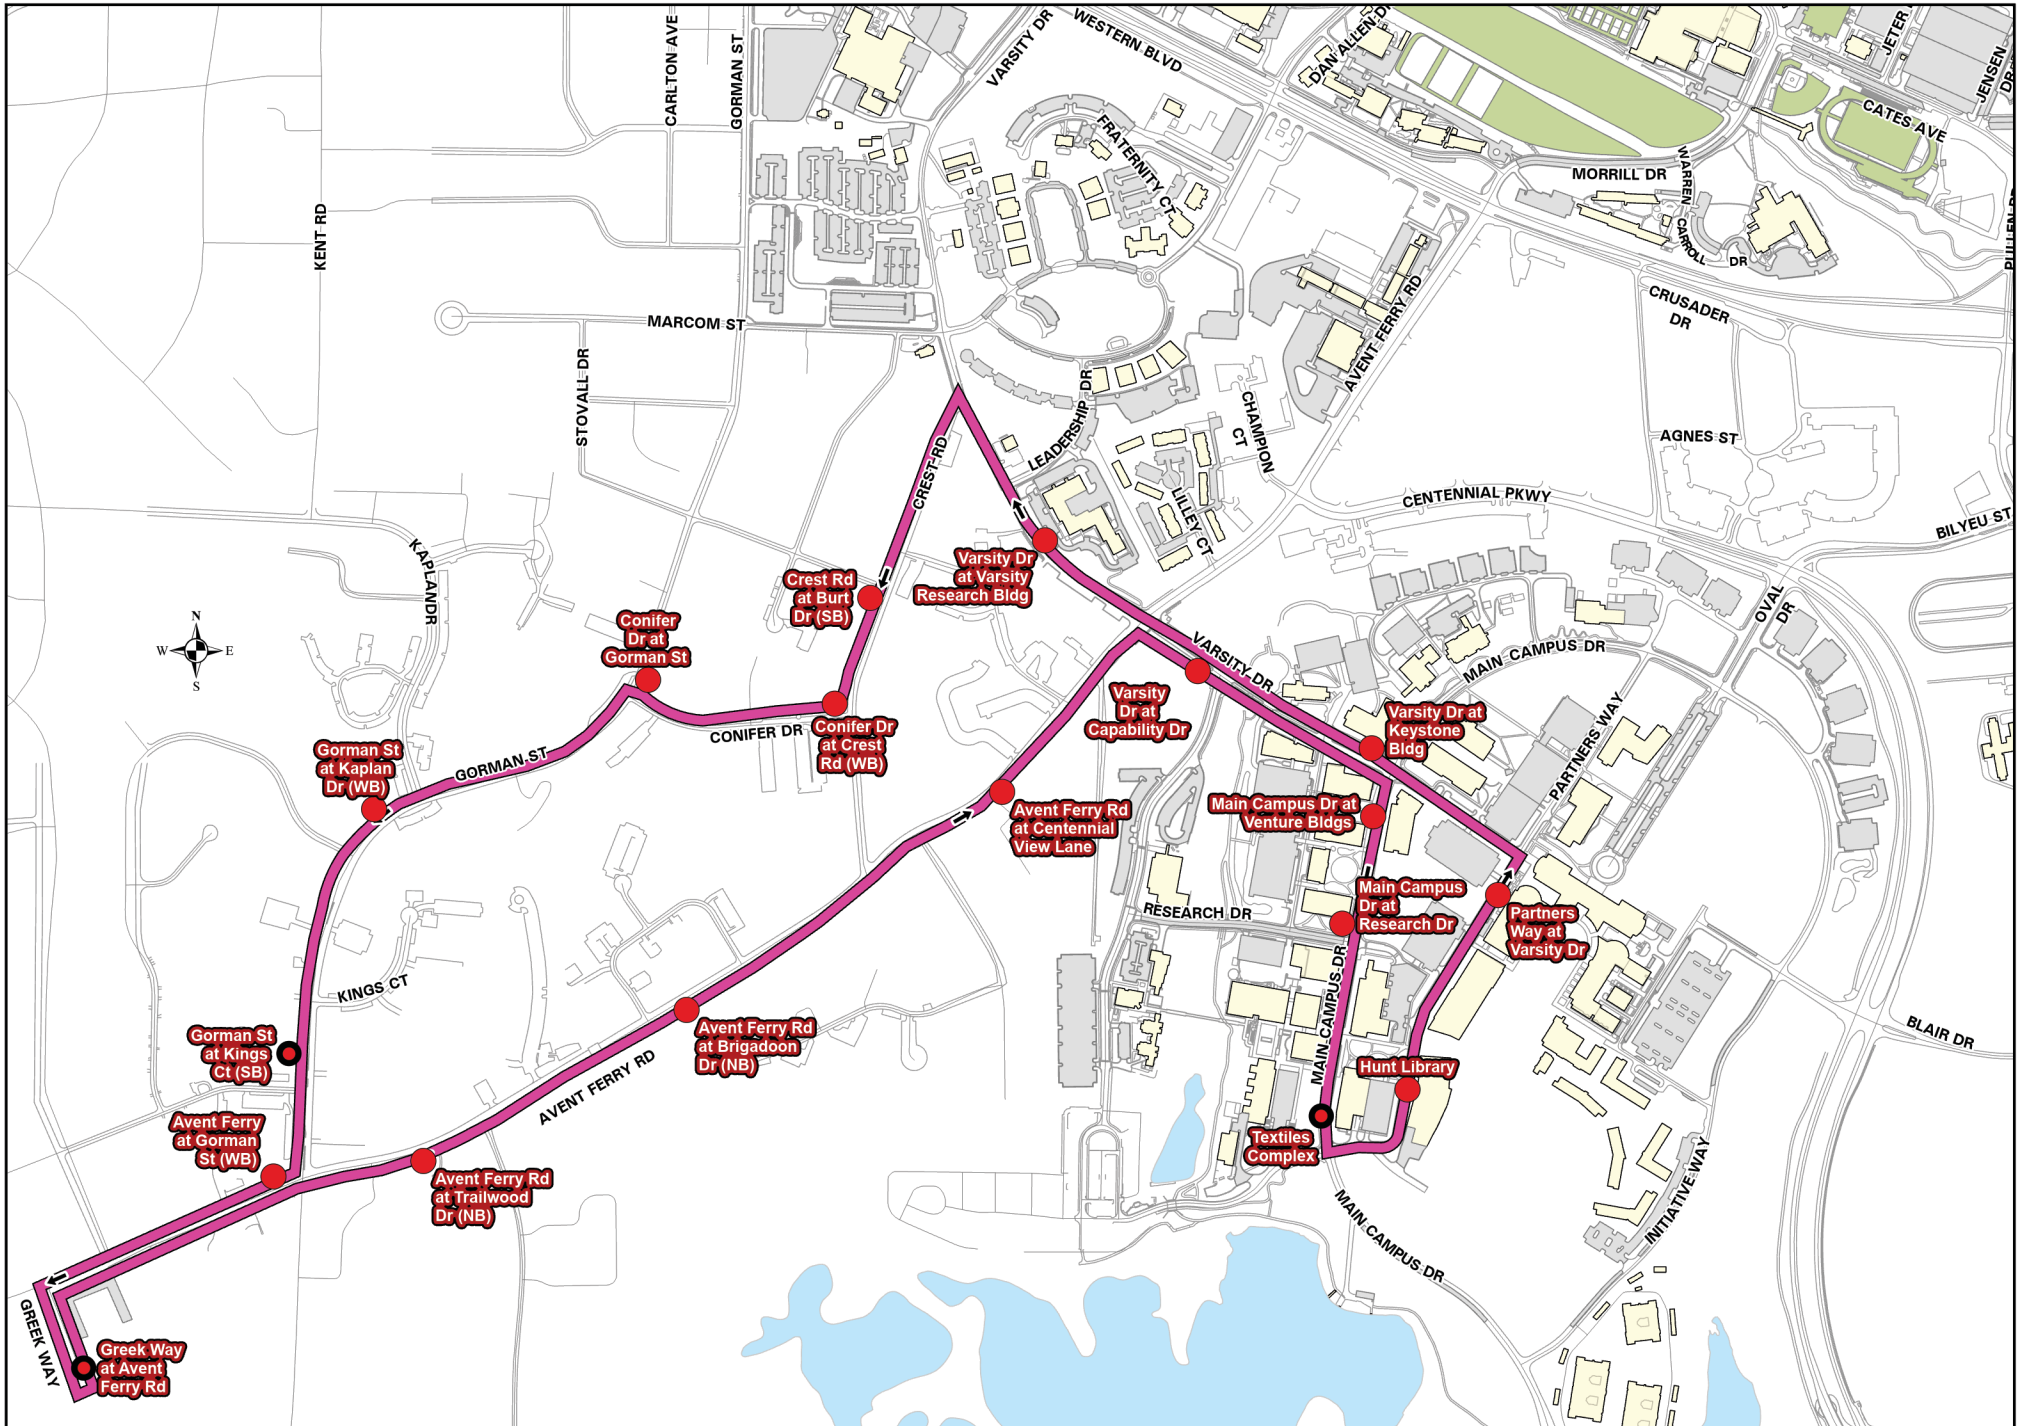 CARLTON AVE
GORMAN ST
VARSITY DR
WESTERN BLVD
DAN ALLEN DR
JETER
JENSEN
DR
CATES AVE
FRATERNITY
CT
MORRILL DR
WARREN
CARROLL
DR
PULLEN DR
KENT RD
CRUSADER
DR
MARCOM ST
STOVALL DR
AVENT FERRY RD
LEADERSHIP DR
CHAMPION
CT
AGNES ST
CREST RD
LILLEY CT
CENTENNIAL PKWY
BILYEU ST
KAPLAN DR
N
W E
S
Varsity Dr
at Varsity
Research Bldg
Crest Rd
at Burt
Dr (SB)
Conifer
Dr at
Gorman St
OVAL
DR
VARSITY DR
MAIN CAMPUS DR
Varsity
Dr at
Capability Dr
Varsity Dr at
Keystone
Bldg
PARTNERS WAY
CONIFER DR
Conifer Dr
at Crest
Rd (WB)
Gorman St
at Kaplan
Dr (WB)
GORMAN ST
Avent Ferry Rd
at Centennial
View Lane
Main Campus Dr at
Venture Bldgs
RESEARCH DR
Main Campus
Dr at
Research Dr
Partners
Way at
Varsity Dr
KINGS CT
MAIN CAMPUS DR
Gorman St
at Kings
Ct (SB)
Avent Ferry Rd
at Brigadoon
Dr (NB)
AVENT FERRY RD
Hunt Library
BLAIR DR
Avent Ferry
at Gorman
St (WB)
Textiles
Complex
Avent Ferry Rd
at Trailwood
Dr (NB)
MAIN CAMPUS DR
INITIATIVE WAY
GREEK WAY
Greek Way
at Avent
Ferry Rd